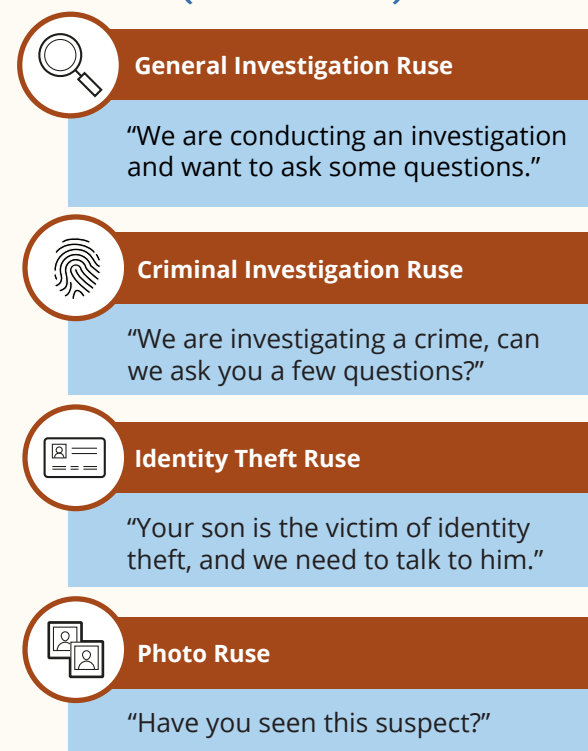 General Investigation Ruse
“We are conducting an investigation
and want to ask some questions.”
Criminal Investigation Ruse
“We are investigating a crime, can
we ask you a few questions?”
Identity Theft Ruse
“Your son is the victim of identity
theft, and we need to talk to him.”
Photo Ruse
“Have you seen this suspect?”